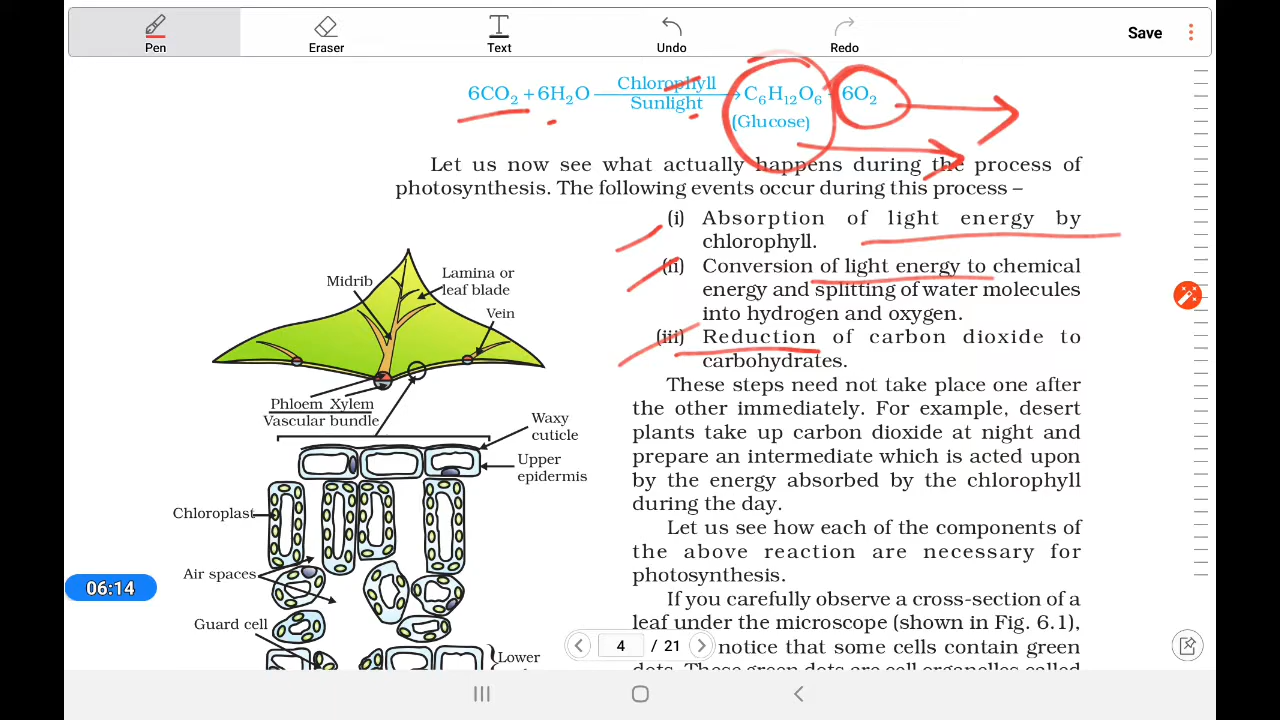 Pen
Eraser
Text
Undo
Redo
Save
6CO2 + 6H2O Chlorophyll Sunlight → C6H12O6 + 6O2
(Glucose)
Let us now see what actually happens during the process of
photosynthesis. The following events occur during this process –
(i) Absorption of light energy by
chlorophyll.
(ii) Conversion of light energy to chemical
energy and splitting of water molecules
into hydrogen and oxygen.
(iii) Reduction of carbon dioxide to
carbohydrates.
These steps need not take place one after
the other immediately. For example, desert
plants take up carbon dioxide at night and
prepare an intermediate which is acted upon
by the energy absorbed by the chlorophyll
during the day.
Let us see how each of the components of
the above reaction are necessary for
photosynthesis.
If you carefully observe a cross-section of a
leaf under the microscope (shown in Fig. 6.1),
notice that some cells contain green
dots. These green dots are cell organelles called
Midrib
Lamina or
leaf blade
Vein
Phloem Xylem
Vascular bundle
Waxy
cuticle
Upper
epidermis
Chloroplast
Air spaces
Guard cell
Lower
06:14
4 / 21